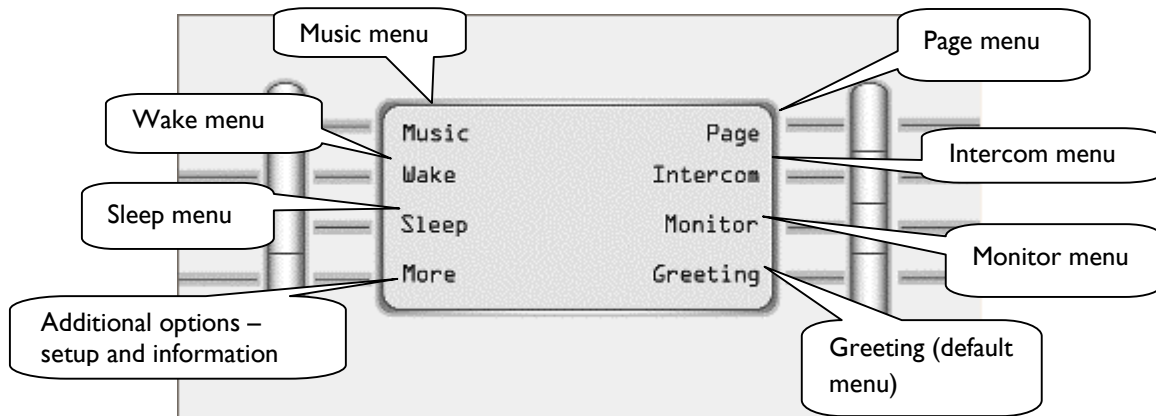 Music menu
Page menu
Wake menu
Music
Page
Wake
Intercom
Intercom menu
Sleep menu
Sleep
Monitor
Monitor menu
More
Greeting
Additional options –
setup and information
Greeting (default
menu)